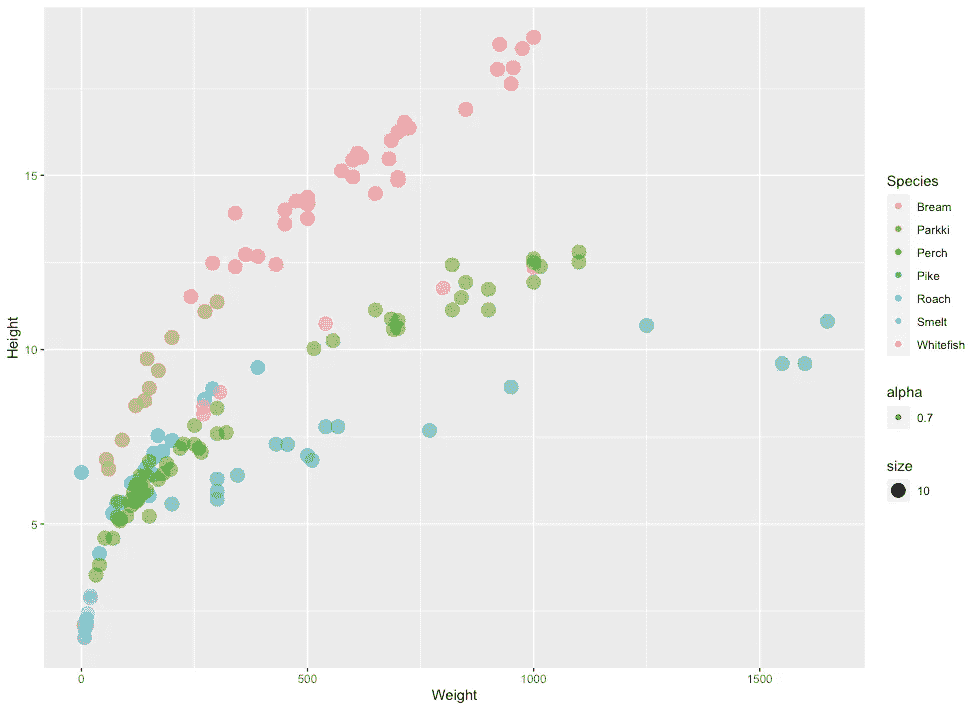 Height
15
10
5
0
500
1000
1500
Weight
Species
Bream
Parkki
Perch
Pike
Roach
Smelt
Whitefish
alpha
0.7
size
10